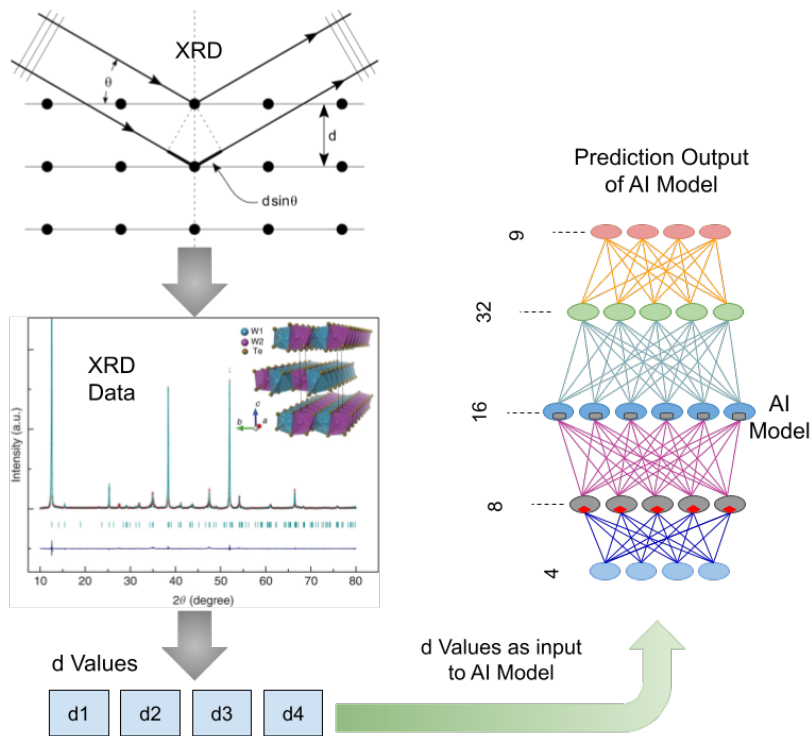 XRD
θ
d
dsinθ
XRD
Data
W1
W2
Te
c
b
a
Intensity (a.u.)
10 20 30 40 50 60 70 80
2θ (degree)
d Values
d1 d2 d3 d4
d Values as input
to AI Model
Prediction Output
of AI Model
9
32
16
AI
Model
8
4